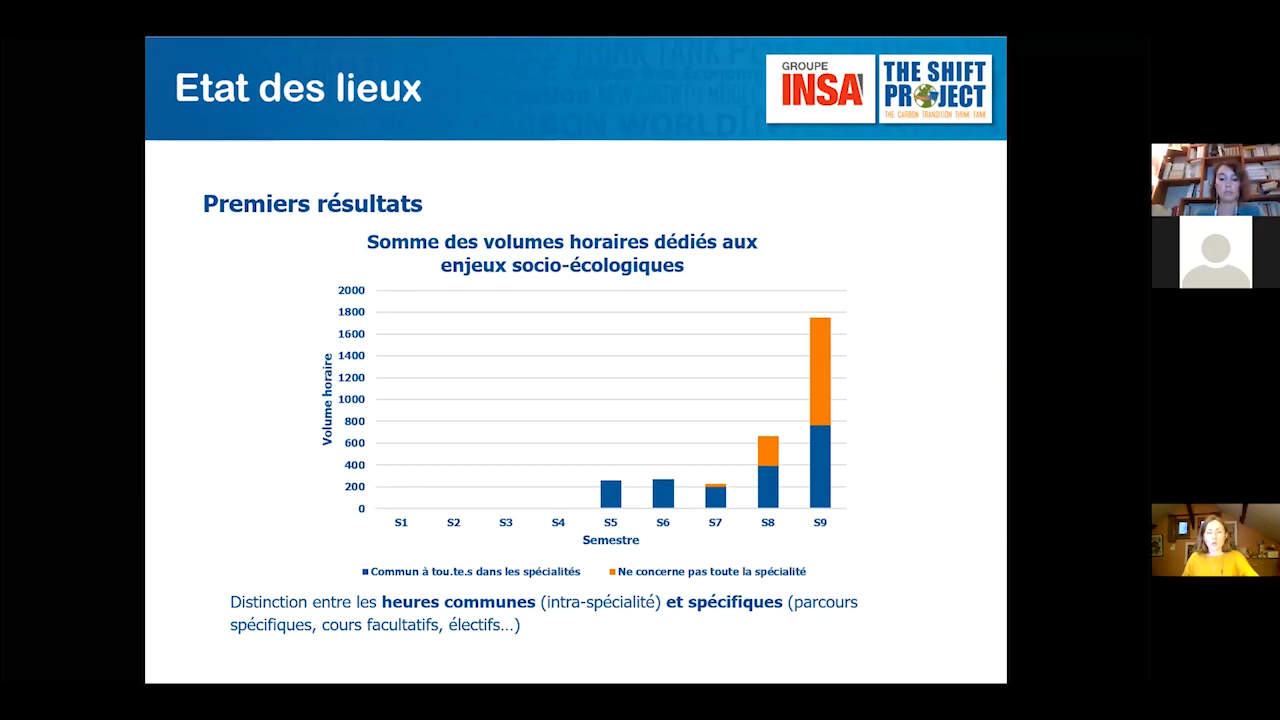 Etat des lieux
GROUPE
INSA
THE SHIFT
PROJECT
THE CARBON TRANSITION THINK TANK
Premiers résultats
Somme des volumes horaires dédiés aux
enjeux socio-écologiques
Volume horaire
2000
1800
1600
1400
1200
1000
800
600
400
200
0
S1 S2 S3 S4 S5 S6 S7 S8 S9
Semestre
Commun à tou.te.s dans les spécialités Ne concerne pas toute la spécialité
Distinction entre les heures communes (intra-spécialité) et spécifiques (parcours
spécifiques, cours facultatifs, électifs...)